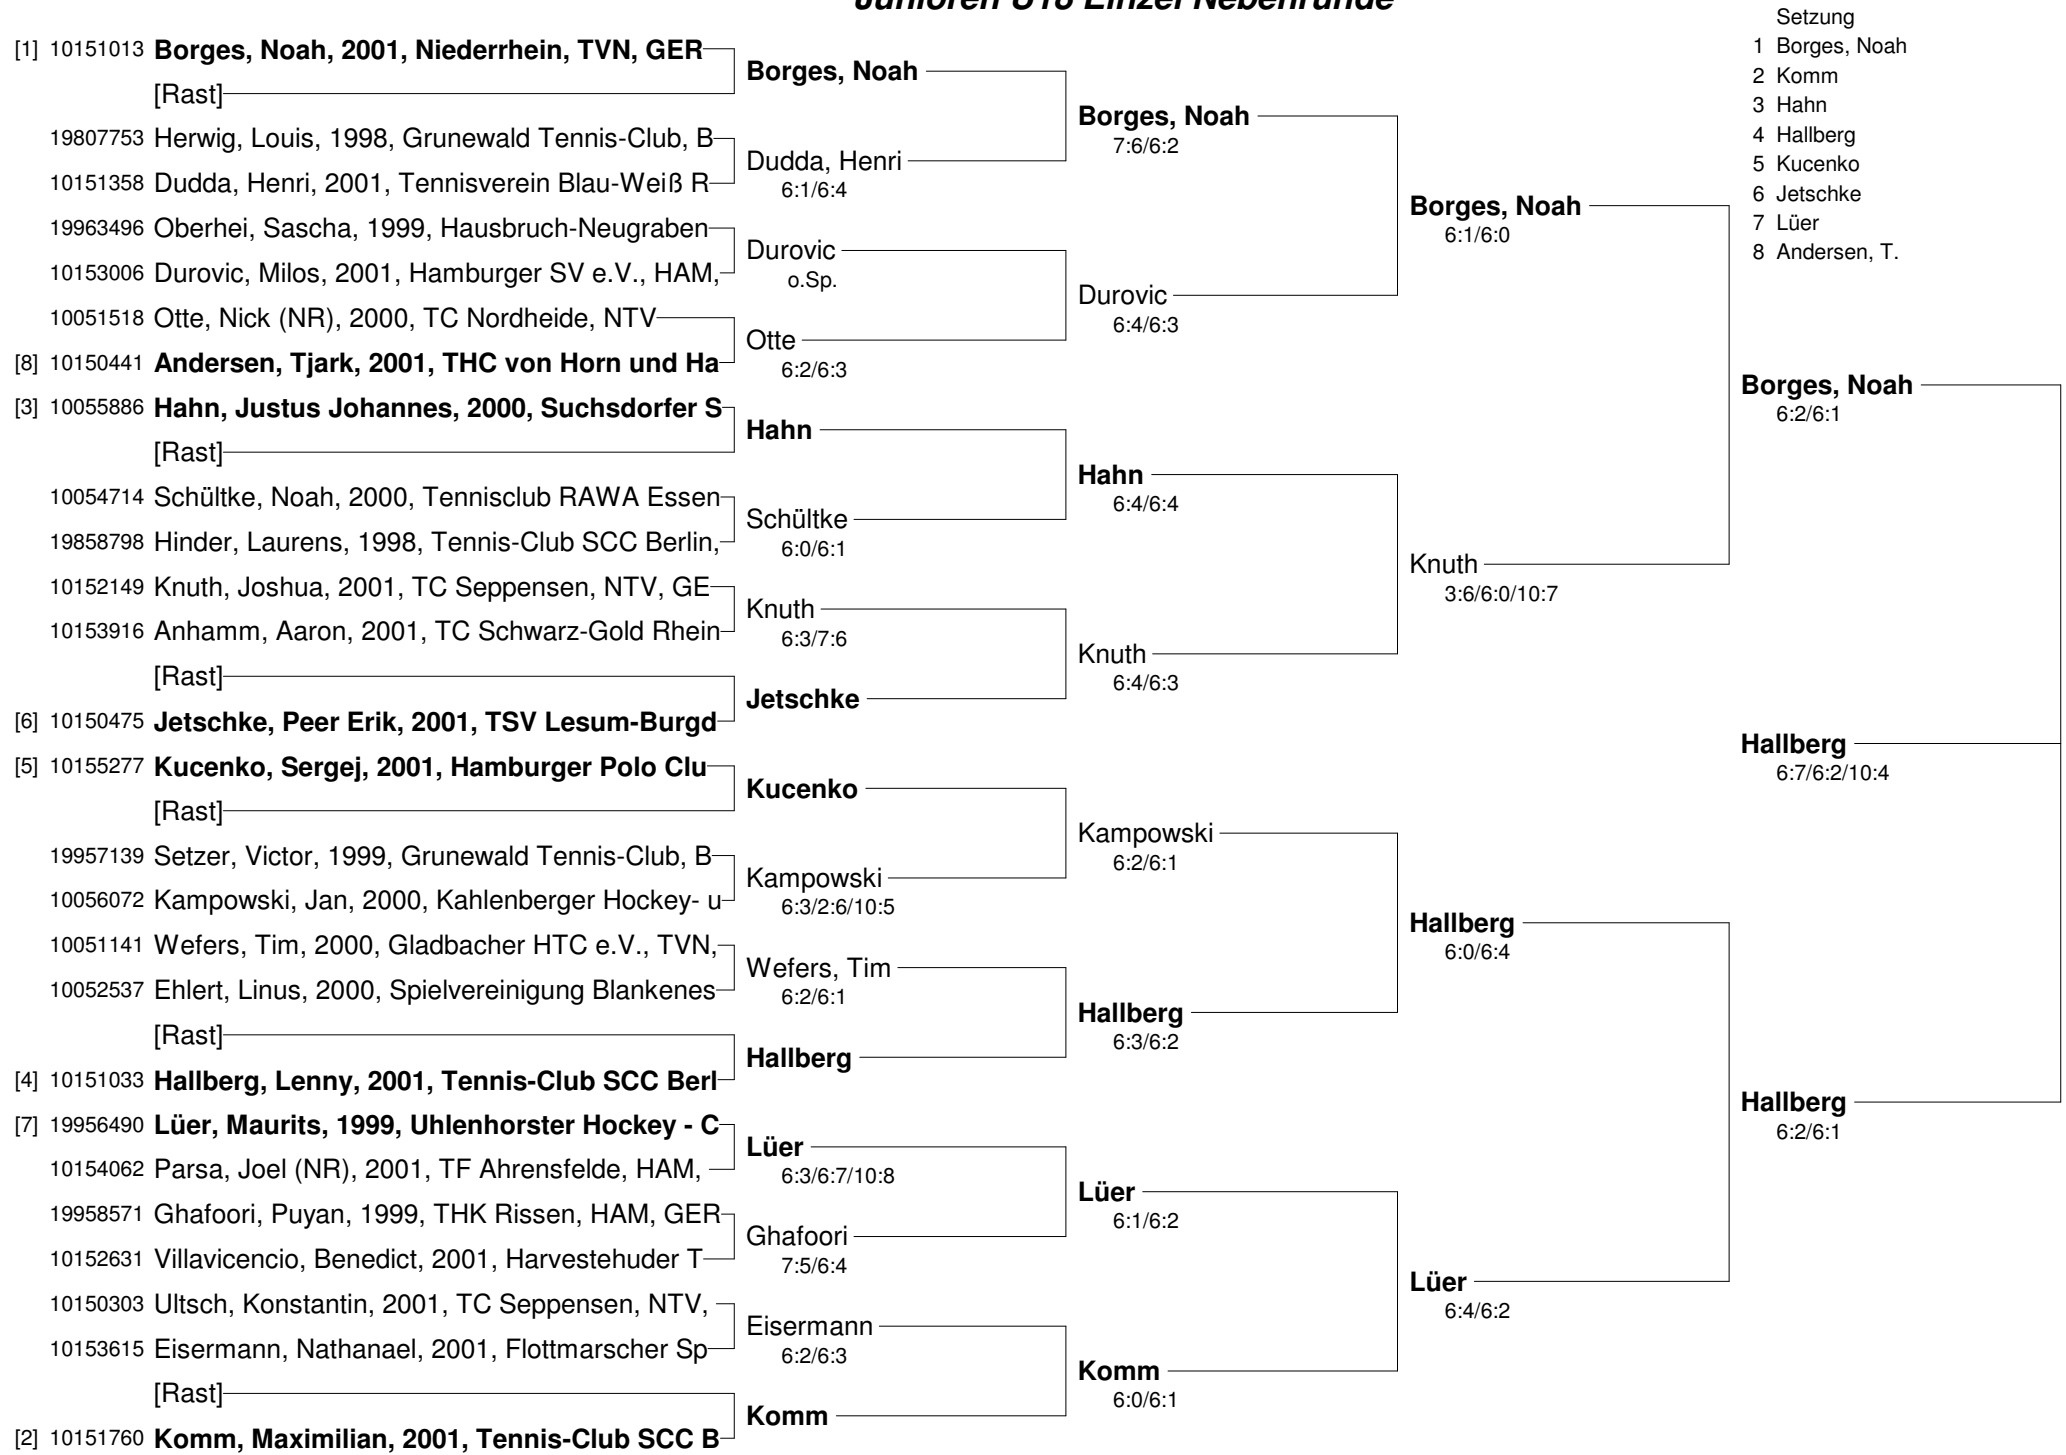 Junioren U18 Einzel Nebenrunde
Setzung
1 Borges, Noah
2 Komm
3 Hahn
4 Hallberg
5 Kucenko
6 Jetschke
7 Lüer
8 Andersen, T.
[1] 10151013 Borges, Noah, 2001, Niederrhein, TVN, GER
[Rast]
19807753 Herwig, Louis, 1998, Grunewald Tennis-Club, B
10151358 Dudda, Henri, 2001, Tennisverein Blau-Weiß R
19963496 Oberhei, Sascha, 1999, Hausbruch-Neugraben
10153006 Durovic, Milos, 2001, Hamburger SV e.V., HAM,
10051518 Otte, Nick (NR), 2000, TC Nordheide, NTV
[8] 10150441 Andersen, Tjark, 2001, THC von Horn und Ha
[3] 10055886 Hahn, Justus Johannes, 2000, Suchsdorfer S
[Rast]
10054714 Schültke, Noah, 2000, Tennisclub RAWA Essen
19858798 Hinder, Laurens, 1998, Tennis-Club SCC Berlin,
10152149 Knuth, Joshua, 2001, TC Seppensen, NTV, GE
10153916 Anhamm, Aaron, 2001, TC Schwarz-Gold Rhein
[Rast]
[6] 10150475 Jetschke, Peer Erik, 2001, TSV Lesum-Burgd
[5] 10155277 Kucenko, Sergej, 2001, Hamburger Polo Clu
[Rast]
19957139 Setzer, Victor, 1999, Grunewald Tennis-Club, B
10056072 Kampowski, Jan, 2000, Kahlenberger Hockey- u
10051141 Wefers, Tim, 2000, Gladbacher HTC e.V., TVN,
10052537 Ehlert, Linus, 2000, Spielvereinigung Blankenes
[Rast]
[4] 10151033 Hallberg, Lenny, 2001, Tennis-Club SCC Berl
[7] 19956490 Lüer, Maurits, 1999, Uhlenhorster Hockey - C
10154062 Parsa, Joel (NR), 2001, TF Ahrensfelde, HAM,
19958571 Ghafoori, Puyan, 1999, THK Rissen, HAM, GER
10152631 Villavicencio, Benedict, 2001, Harvestehuder T
10150303 Ultsch, Konstantin, 2001, TC Seppensen, NTV,
10153615 Eisermann, Nathanael, 2001, Flottmarscher Sp
[Rast]
[2] 10151760 Komm, Maximilian, 2001, Tennis-Club SCC B
Borges, Noah
Dudda, Henri
6:1/6:4
Durovic
o.Sp.
Otte
6:2/6:3
Hahn
Schültke
6:0/6:1
Knuth
6:3/7:6
Jetschke
Kucenko
Kampowski
6:3/2:6/10:5
Wefers, Tim
6:2/6:1
Hallberg
Lüer
6:3/6:7/10:8
Ghafoori
7:5/6:4
Eisermann
6:2/6:3
Komm
Borges, Noah
7:6/6:2
Durovic
6:4/6:3
Hahn
6:4/6:4
Knuth
6:4/6:3
Kampowski
6:2/6:1
Hallberg
6:3/6:2
Lüer
6:1/6:2
Komm
6:0/6:1
Borges, Noah
6:1/6:0
Knuth
3:6/6:0/10:7
Hallberg
6:0/6:4
Lüer
6:4/6:2
Borges, Noah
6:2/6:1
Hallberg
6:7/6:2/10:4
Hallberg
6:2/6:1